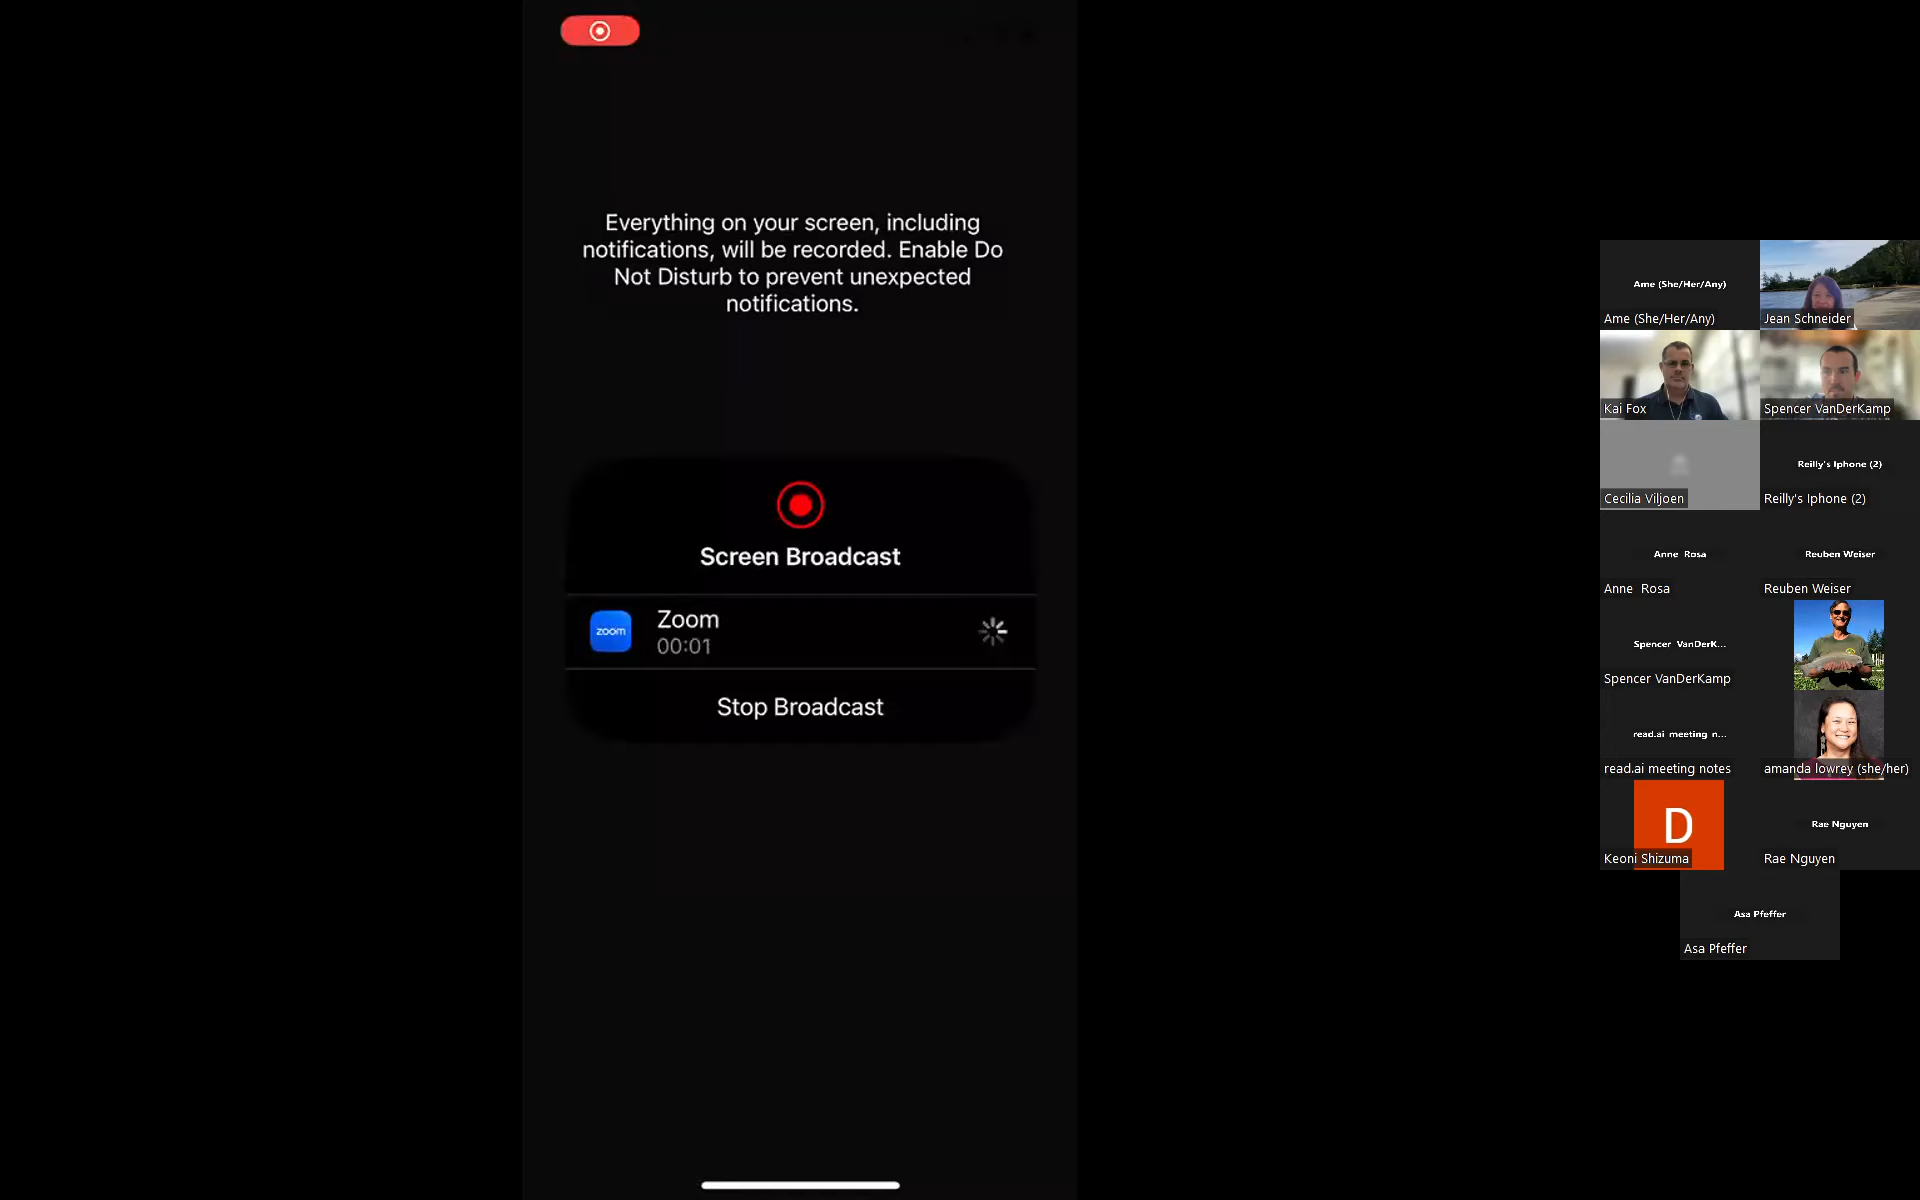 Everything on your screen, including
notifications, will be recorded. Enable Do
Not Disturb to prevent unexpected
notifications.
Screen Broadcast
zoom
Zoom
00:01
Stop Broadcast
Ame (She/Her/Any)
Ame (She/Her/Any)
Jean Schneider
Kai Fox
Spencer VanDerKamp
Cecilia Viljoen
Reilly's Iphone (2)
Reilly's Iphone (2)
Anne Rosa
Anne Rosa
Reuben Weiser
Reuben Weiser
Spencer VanDerK...
Spencer VanDerKamp
read.ai meeting n...
read.ai meeting notes
amanda lowrey (she/her)
D
Keoni Shizuma
Rae Nguyen
Rae Nguyen
Asa Pfeffer
Asa Pfeffer